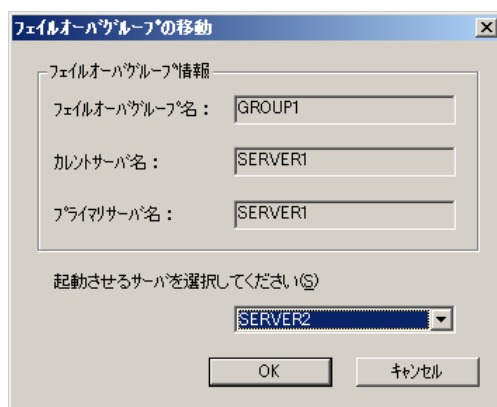 フェイルオーバグループの移動
フェイルオーバグループ情報
フェイルオーバグループ名： GROUP1
カレントサーバ名： SERVER1
プライマリサーバ名： SERVER1
起動させるサーバを選択してください(S)
SERVER2
OK キャンセル